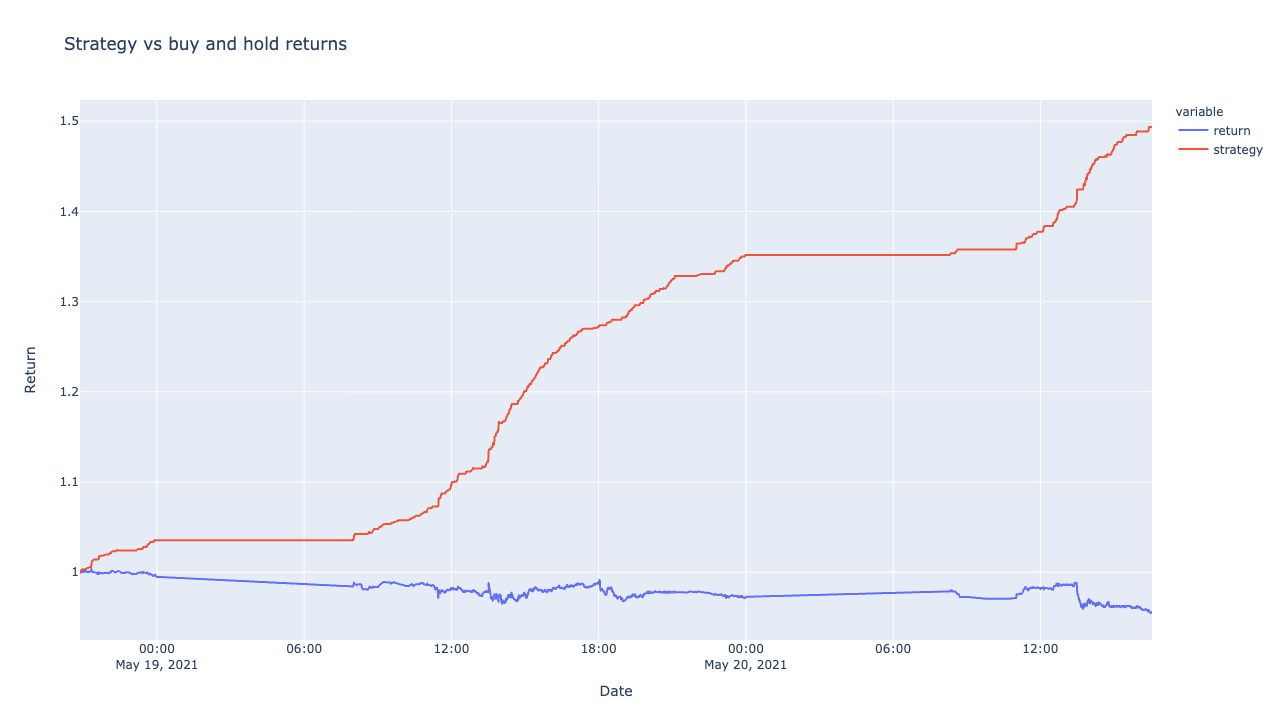 Strategy vs buy and hold returns
variable
return
strategy
1.5
1.4
1.3
1.2
1.1
1
Return
00:00
May 19, 2021
06:00
12:00
18:00
00:00
May 20, 2021
06:00
12:00
Date